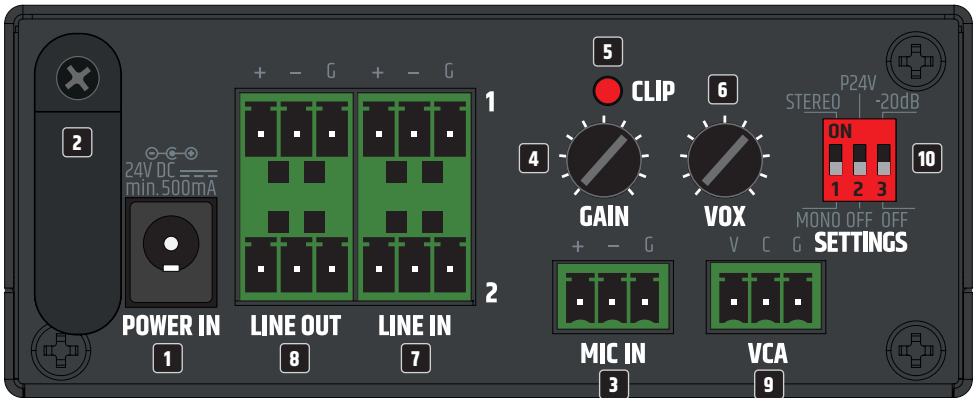 5
+ − G + − G
1
CLIP
6
P24V
STEREO -20dB
2
ON
4
10
24V DC
min.500mA
1 2 3
GAIN
VOX
MONO OFF OFF
SETTINGS
+ − G
V C G
2
POWER IN
LINE OUT
LINE IN
MIC IN
VCA
1
8
7
3
9